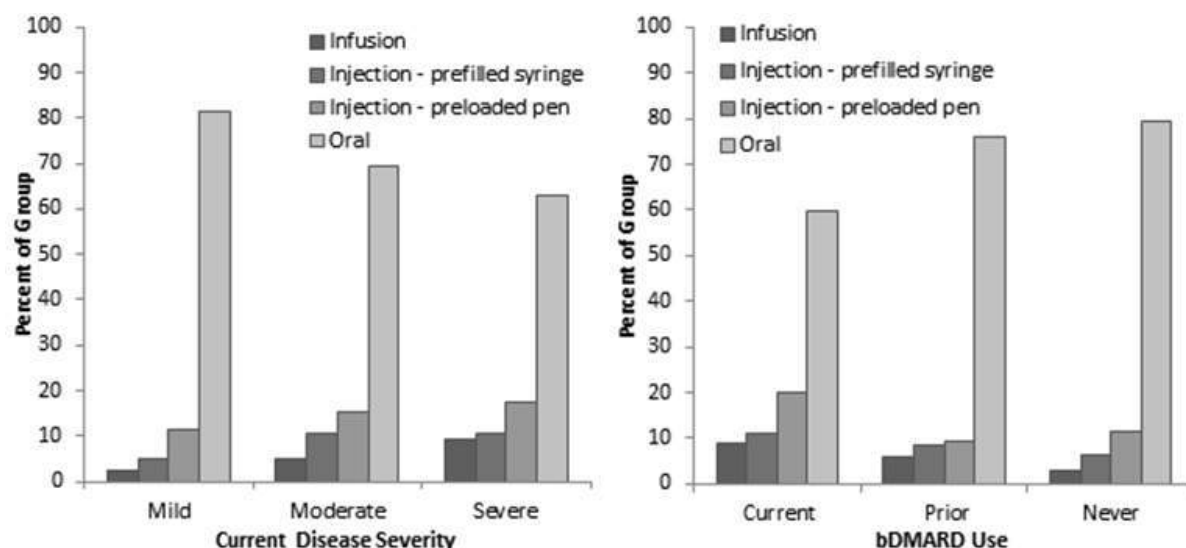 Percent of Group
100
90
80
70
60
50
40
30
20
10
0
Infusion
Injection - prefilled syringe
Injection - preloaded pen
Oral
Mild Moderate Severe
Current Disease Severity
Percent of Group
100
90
80
70
60
50
40
30
20
10
0
Infusion
Injection - prefilled syringe
Injection - preloaded pen
Oral
Current Prior Never
bDMARD Use